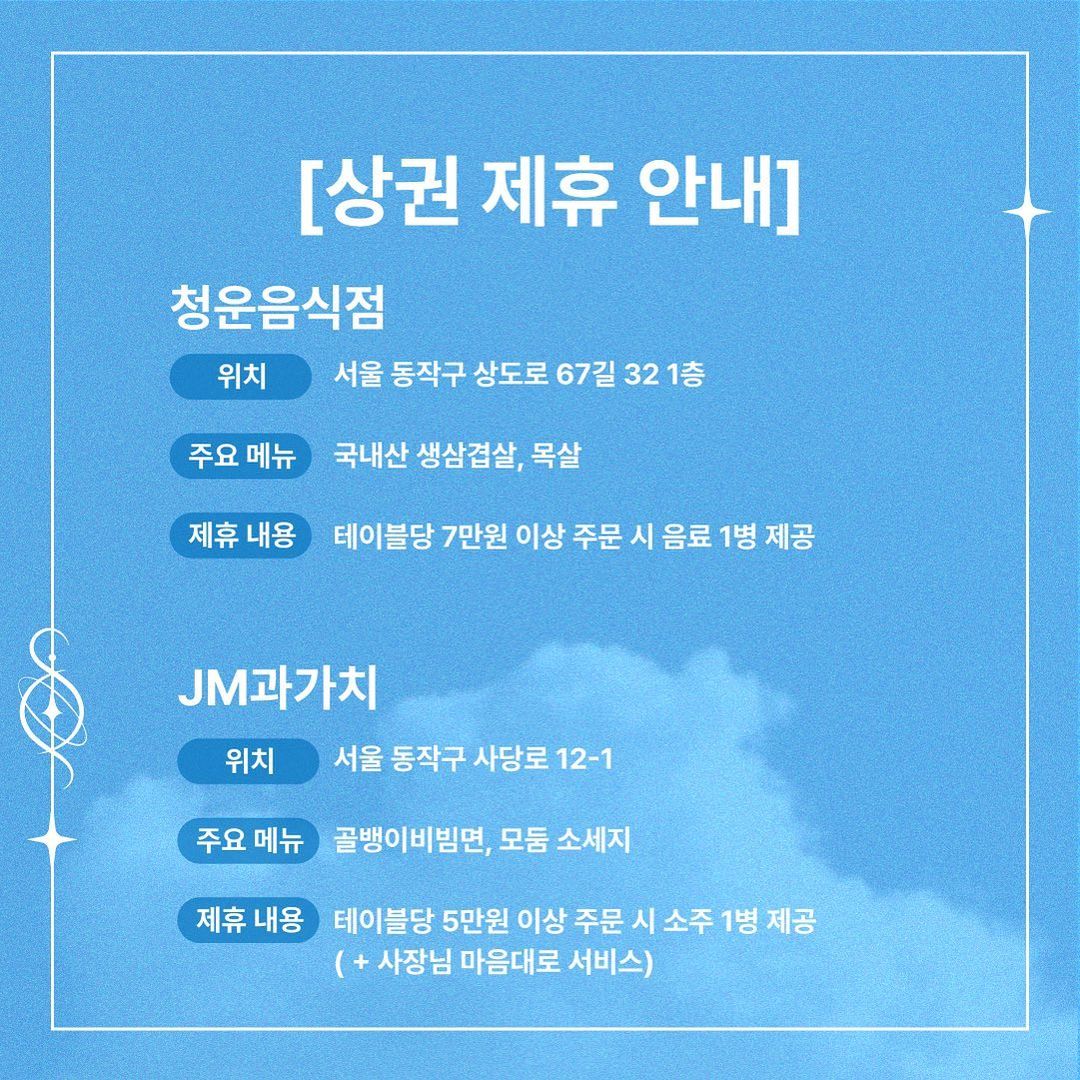 [상권 제휴 안내]
청운음식점
위치 서울 동작구 상도로 67길 32 1층
주요 메뉴 국내산 생삼겹살, 목살
제휴 내용 테이블당 7만원 이상 주문 시 음료 1병 제공
JM과가치
위치 서울 동작구 사당로 12-1
주요 메뉴 골뱅이비빔면, 모둠 소세지
제휴 내용 테이블당 5만원 이상 주문 시 소주 1병 제공
( + 사장님 마음대로 서비스)